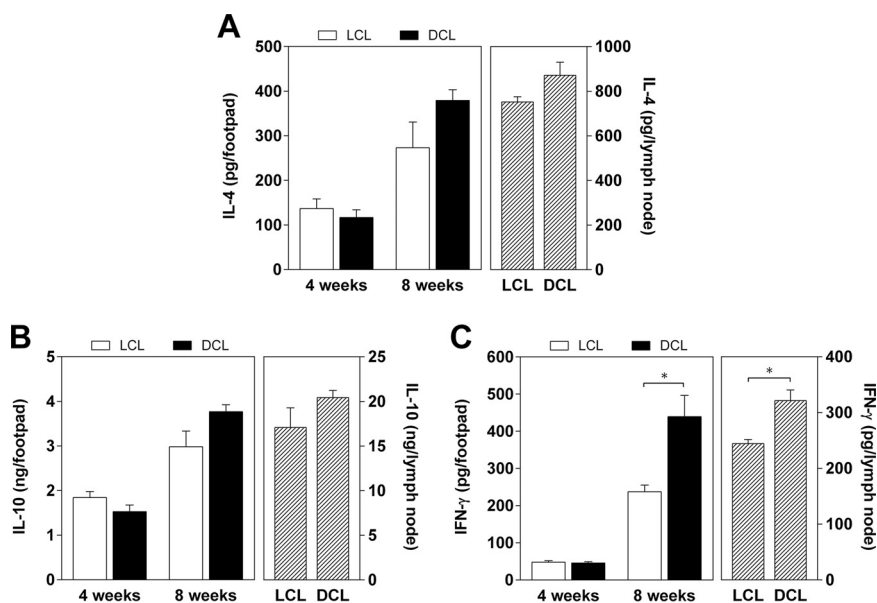 A
LCL DCL
500
400
300
200
100
0
IL-4 (pg/footpad)
4 weeks 8 weeks
1000
800
600
400
200
0
IL-4 (pg/lymph node)
LCL DCL
B
LCL DCL
5
4
3
2
1
0
IL-10 (ng/footpad)
4 weeks 8 weeks
25
20
15
10
5
0
IL-10 (ng/lymph node)
LCL DCL
C
LCL DCL
600
500
400
300
200
100
0
IFN-γ (pg/footpad)
*
4 weeks 8 weeks
*
400
300
200
100
0
IFN-γ (pg/lymph node)
LCL DCL